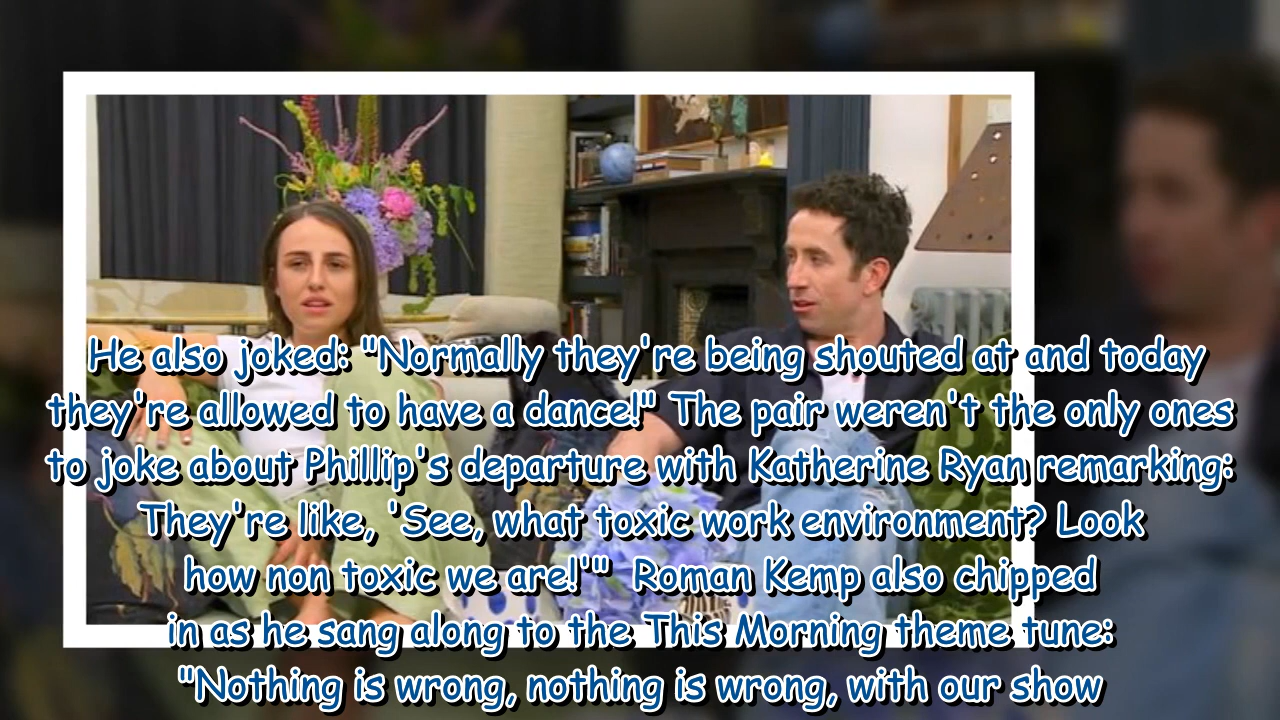 He also joked: "Normally they're being shouted at and today
they're allowed to have a dance!" The pair weren't the only ones
to joke about Phillip's departure with Katherine Ryan remarking:
They're like, 'See, what toxic work environment? Look
how non toxic we are!'" Roman Kemp also chipped
in as he sang along to the This Morning theme tune:
"Nothing is wrong, nothing is wrong, with our show